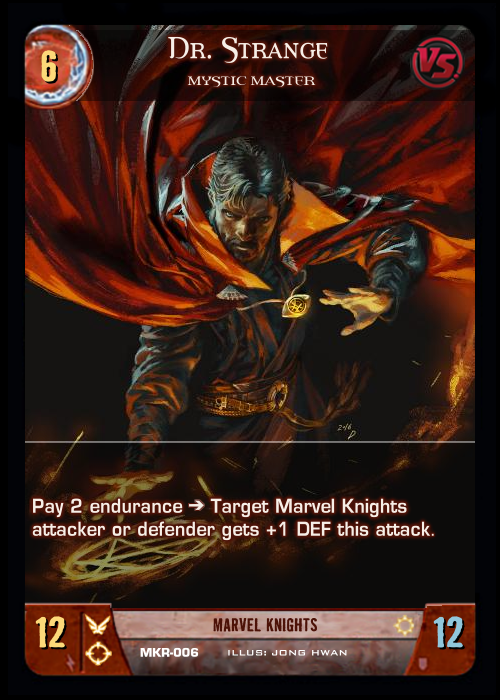 6
Dr. Strange
Mystic Master
VS
Pay 2 endurance → Target Marvel Knights
attacker or defender gets +1 DEF this attack.
12
MARVEL KNIGHTS
12
MKR-006 ILLUS: JONG HWAN